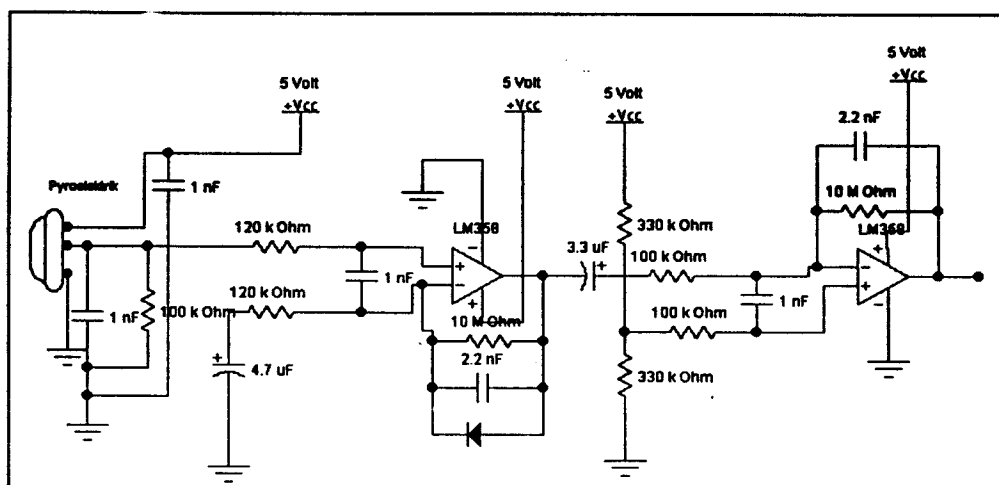 5 Volt
+Vcc
5 Volt
+Vcc
5 Volt
+Vcc
5 Volt
+Vcc
2.2 nF
Pyroelektrik
1 nF
10 M Ohm
LM358
120 k Ohm
LM358
330 k Ohm
3.3 uF
+
100 k Ohm
1 nF
1 nF
120 k Ohm
1 nF
100 k Ohm
10 M Ohm
100 k Ohm
2.2 nF
+
4.7 uF
330 k Ohm